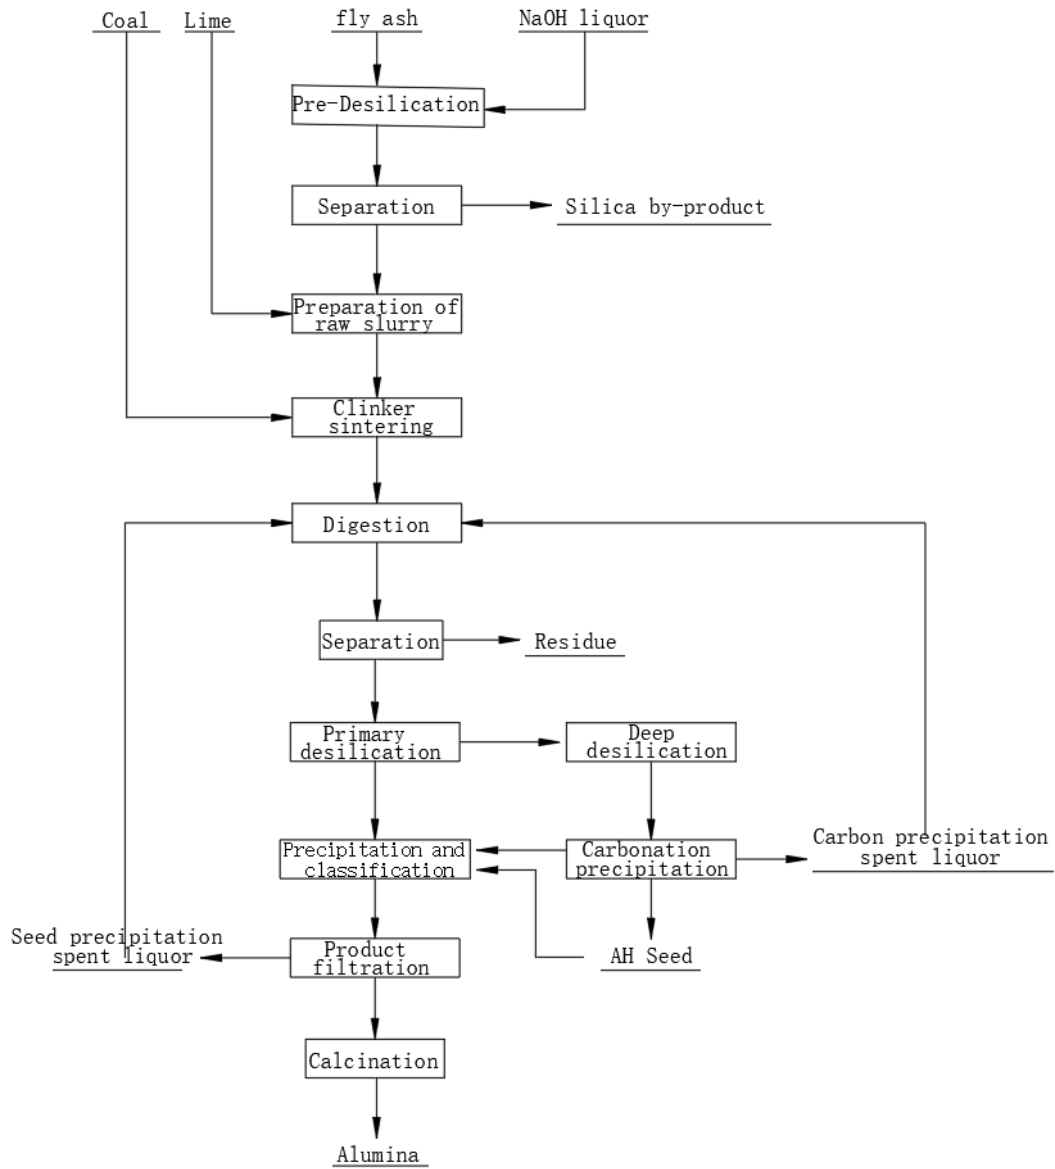 Coal
Lime
fly ash
NaOH liquor
Pre-Desilication
Separation
Silica by-product
Preparation of
raw slurry
Clinker
sintering
Digestion
Separation
Residue
Primary
desilication
Deep
desilication
Precipitation and
classification
Carbonation
precipitation
Carbon precipitation
spent liquor
Seed precipitation
spent liquor
Product
filtration
AH Seed
Calcination
Alumina